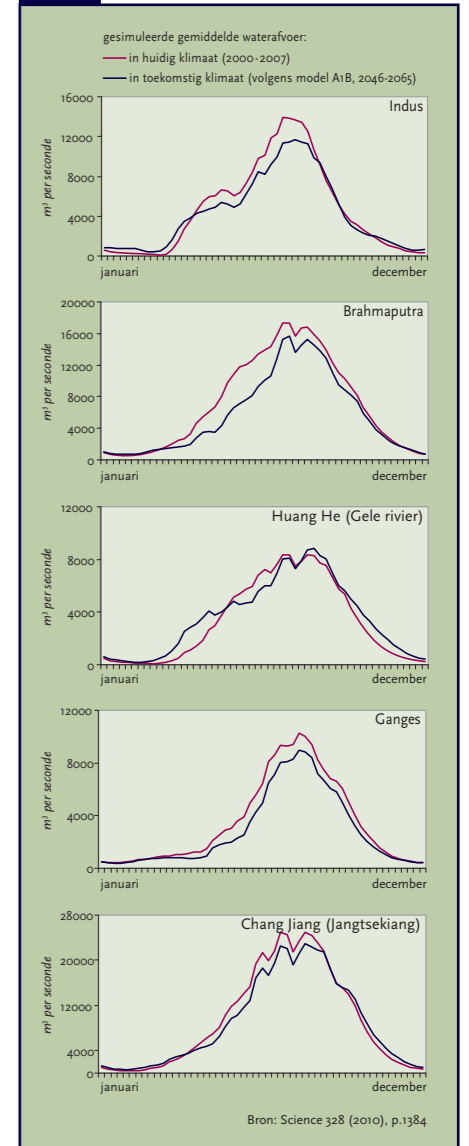 gesimuleerde gemiddelde waterafvoer:
in huidig klimaat (2000-2007)
in toekomstig klimaat (volgens model A1B, 2046-2065)
Indus
16000
12000
8000
4000
0
m³ per seconde
januari
december
Brahmaputra
20000
16000
12000
8000
4000
0
m³ per seconde
januari
december
Huang He (Gele rivier)
12000
8000
4000
0
m³ per seconde
januari
december
Ganges
12000
8000
4000
0
m³ per seconde
januari
december
Chang Jiang (Jangtsekiang)
28000
20000
12000
4000
0
m³ per seconde
januari
december
Bron: Science 328 (2010), p.1384